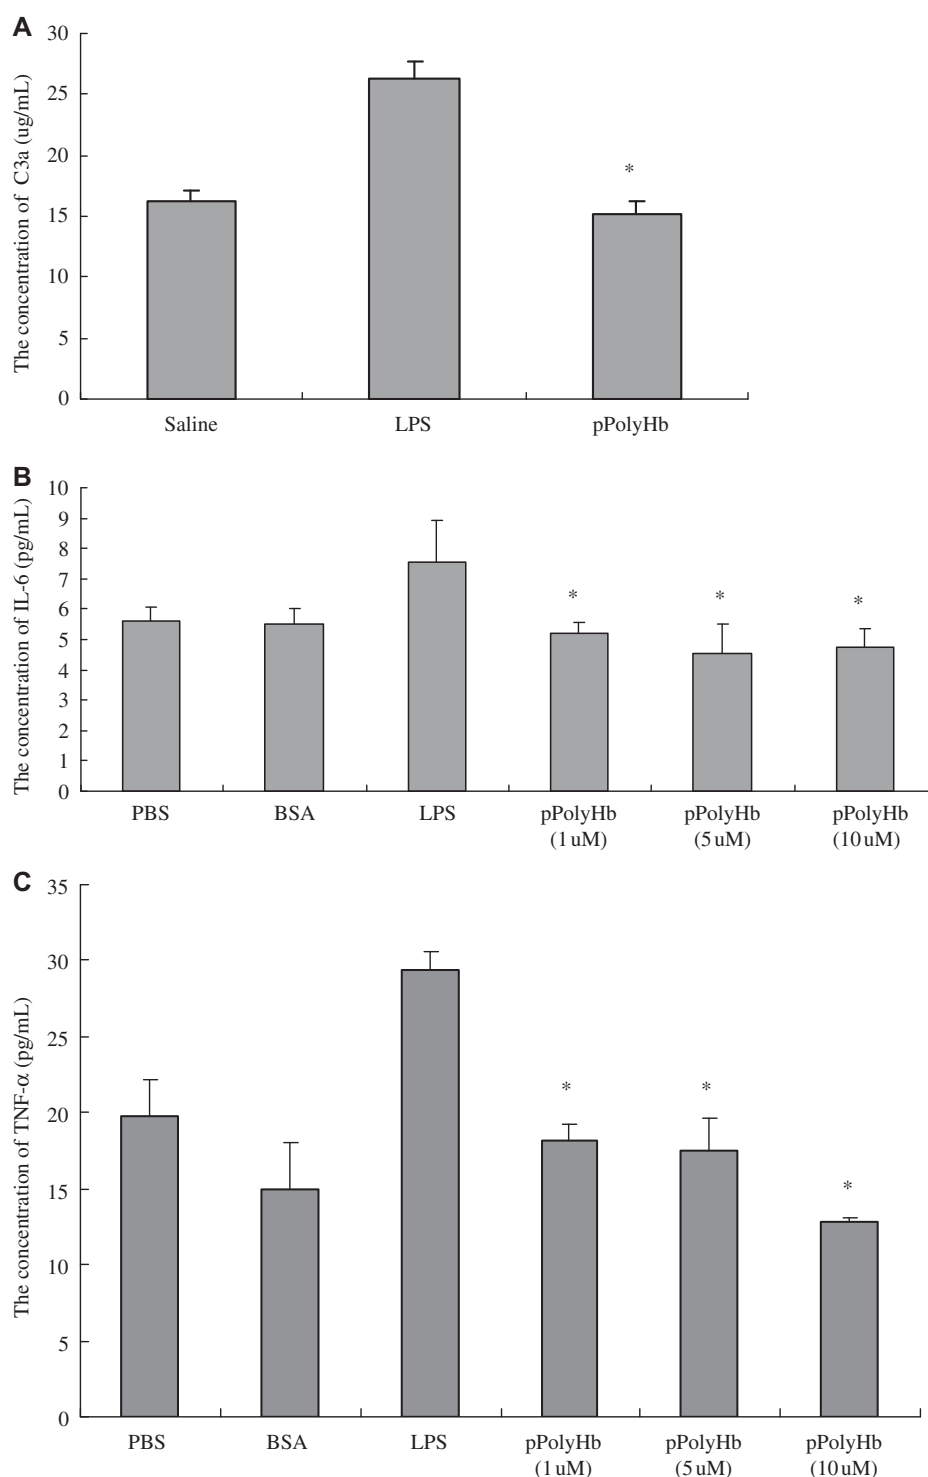 A
The concentration of C3a (ug/mL)
30
25
20
15
10
5
0
*
Saline LPS pPolyHb
B
The concentration of IL-6 (pg/mL)
10
9
8
7
6
5
4
3
2
1
0
* * *
PBS BSA LPS pPolyHb pPolyHb pPolyHb
(1 uM) (5 uM) (10 uM)
C
The concentration of TNF-α (pg/mL)
35
30
25
20
15
10
5
0
* * *
PBS BSA LPS pPolyHb pPolyHb pPolyHb
(1 uM) (5 uM) (10 uM)